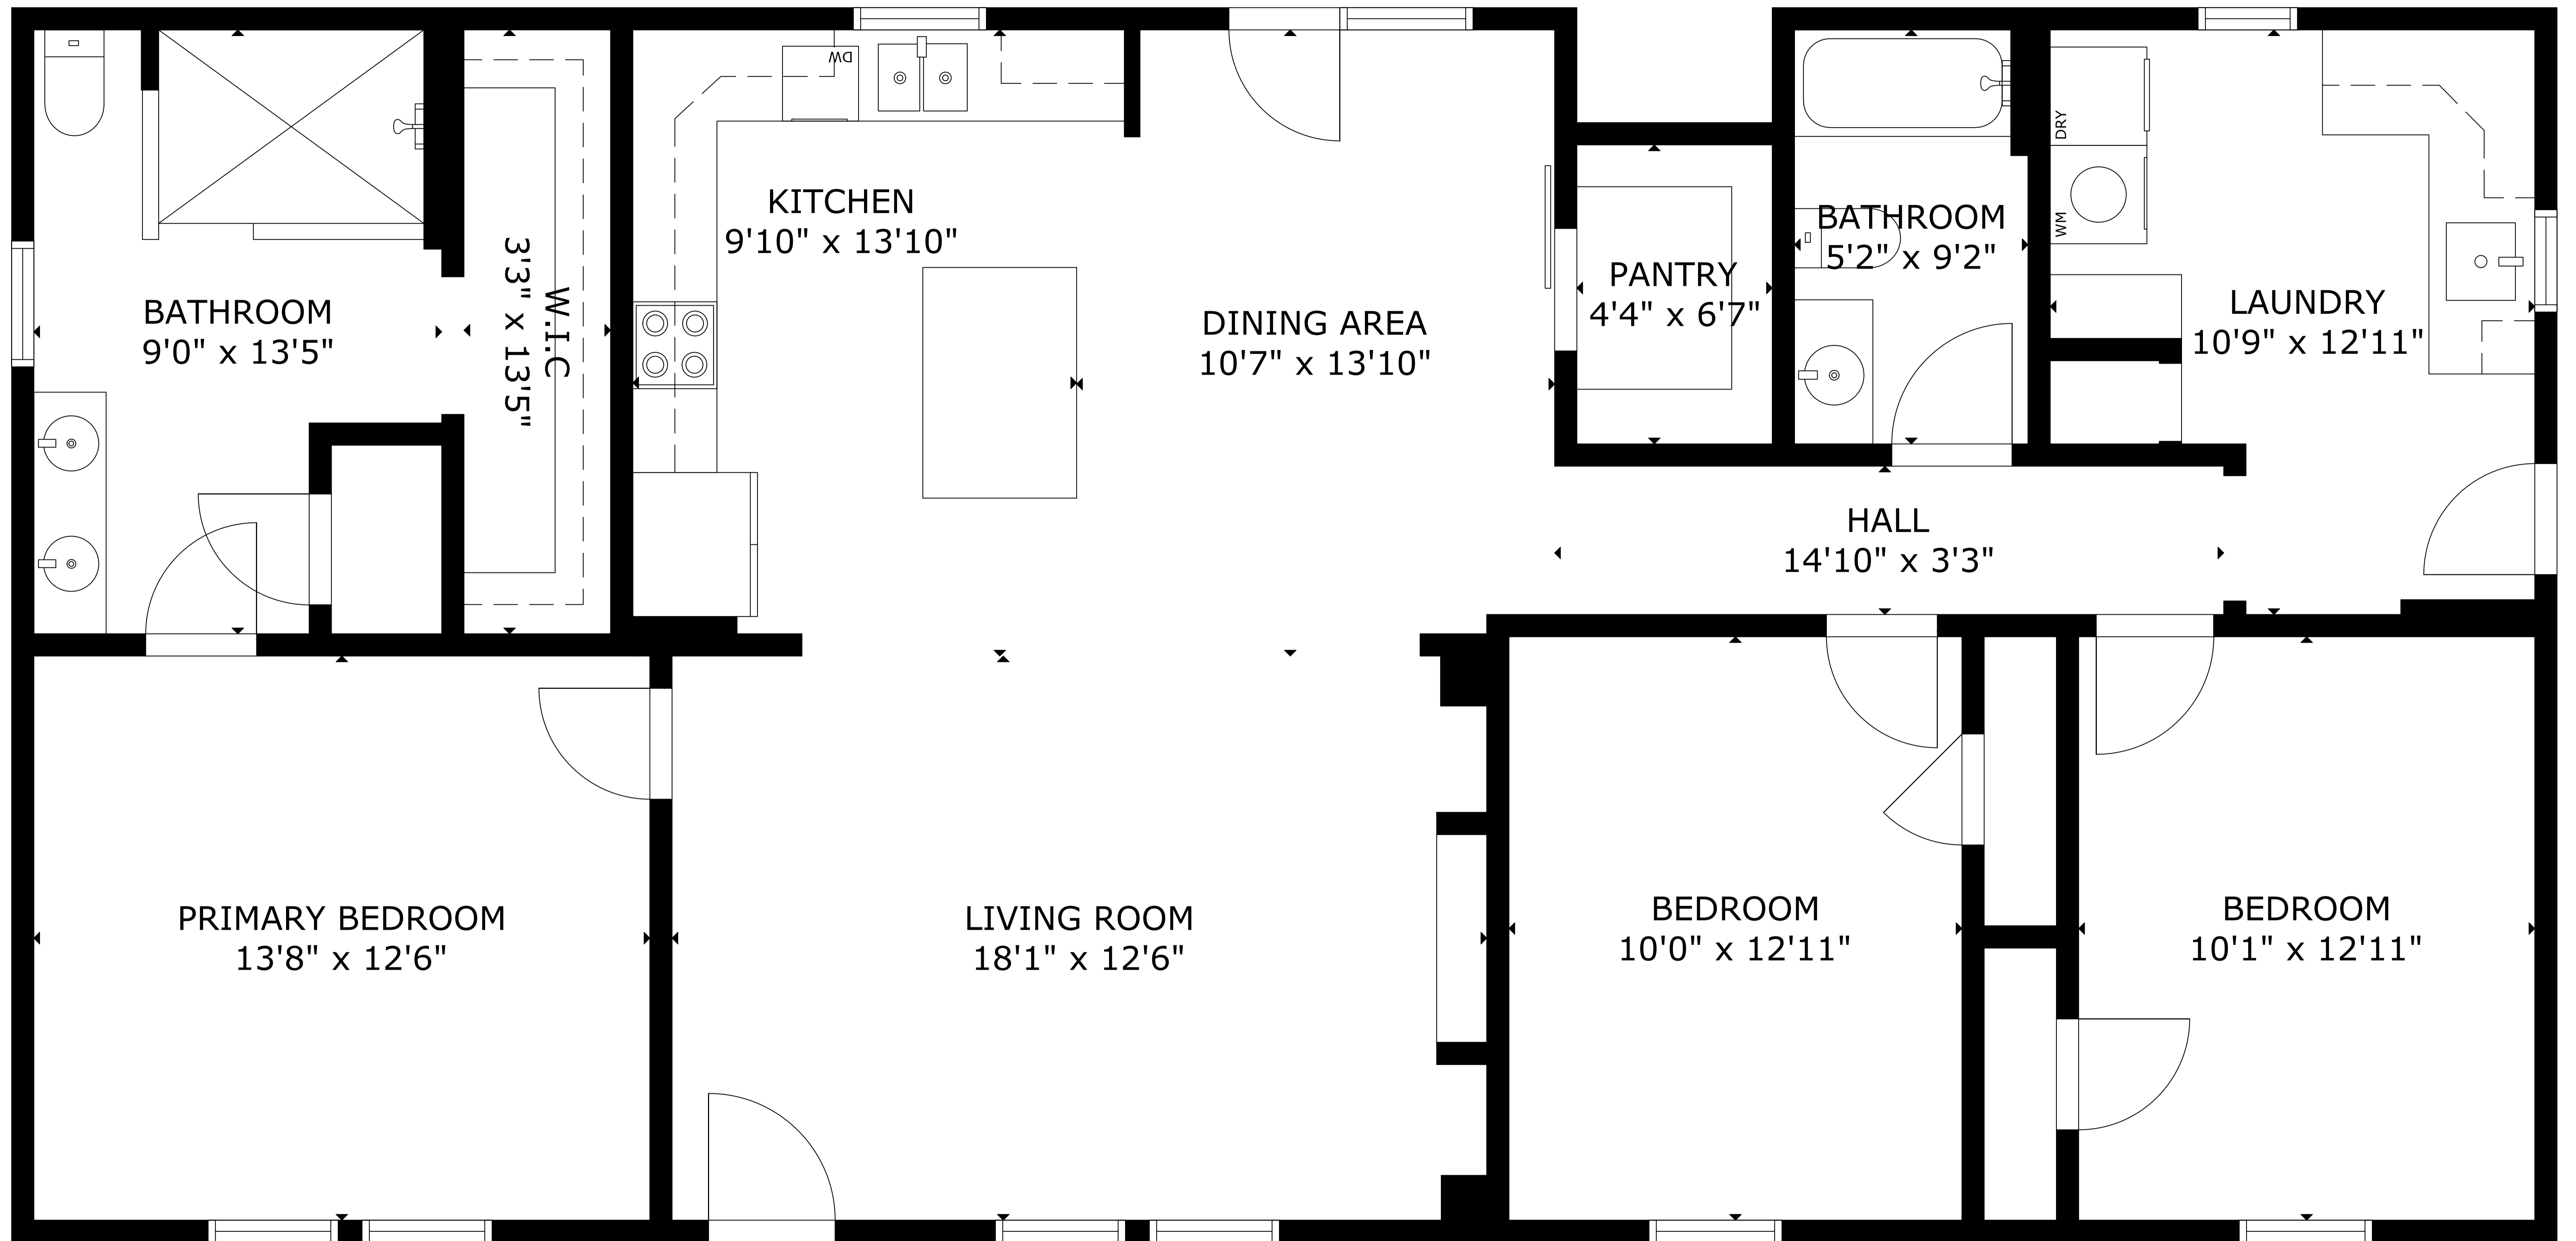 DW
KITCHEN
9'10" x 13'10"
BATHROOM
9'0" x 13'5"
W.I.C
3'3" x 13'5"
DINING AREA
10'7" x 13'10"
PANTRY
4'4" x 6'7"
BATHROOM
5'2" x 9'2"
DRY
WM
LAUNDRY
10'9" x 12'11"
HALL
14'10" x 3'3"
PRIMARY BEDROOM
13'8" x 12'6"
LIVING ROOM
18'1" x 12'6"
BEDROOM
10'0" x 12'11"
BEDROOM
10'1" x 12'11"